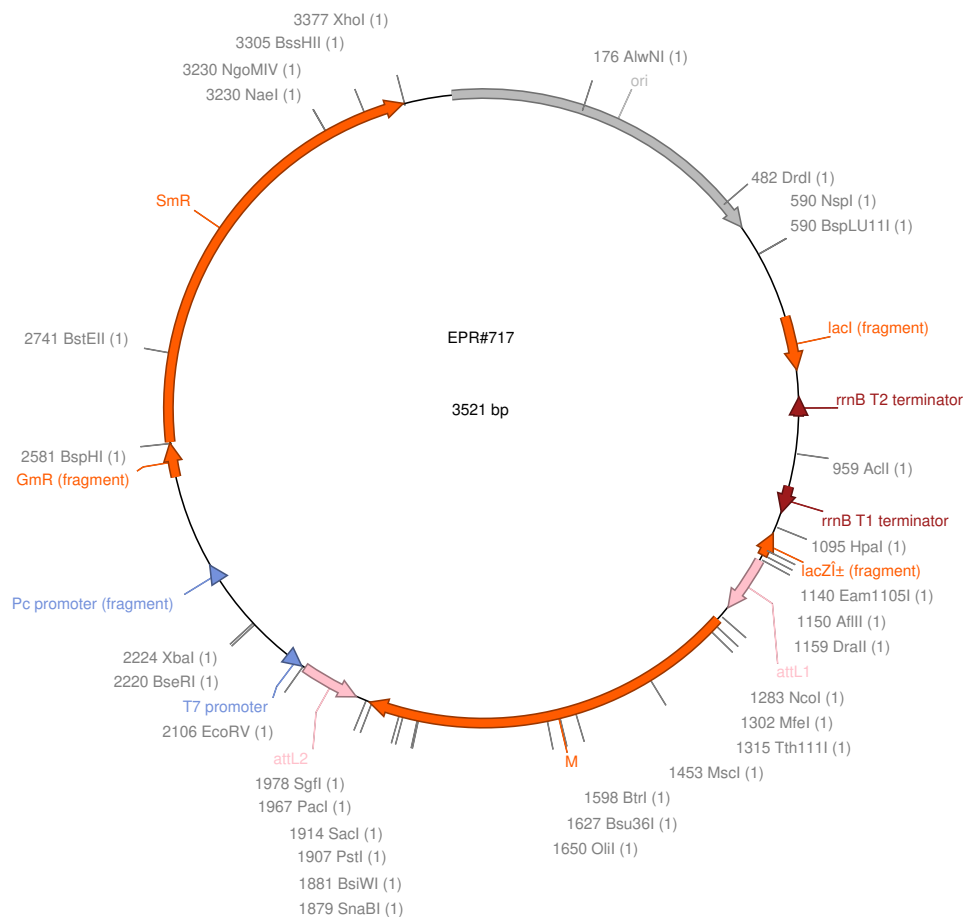 3377 XhoI (1)
3305 BssHII (1)
3230 NgoMIV (1)
3230 NaeI (1)
176 AlwNI (1)
ori
482 DrdI (1)
590 NspI (1)
590 BspLU11I (1)
SmR
lacI (fragment)
2741 BstEII (1)
EPR#717
3521 bp
rrnB T2 terminator
2581 BspHI (1)
GmR (fragment)
959 AclI (1)
rrnB T1 terminator
1095 HpaI (1)
lacZÎ± (fragment)
1140 Eam1105I (1)
1150 AflII (1)
1159 DraII (1)
attL1
Pc promoter (fragment)
2224 XbaI (1)
2220 BseRI (1)
T7 promoter
2106 EcoRV (1)
attL2
1283 NcoI (1)
1302 MfeI (1)
1315 Tth111I (1)
1453 MscI (1)
M
1978 SgfI (1)
1967 PacI (1)
1914 SacI (1)
1907 PstI (1)
1881 BsiWI (1)
1879 SnaBI (1)
1598 BtrI (1)
1627 Bsu36I (1)
1650 OliI (1)